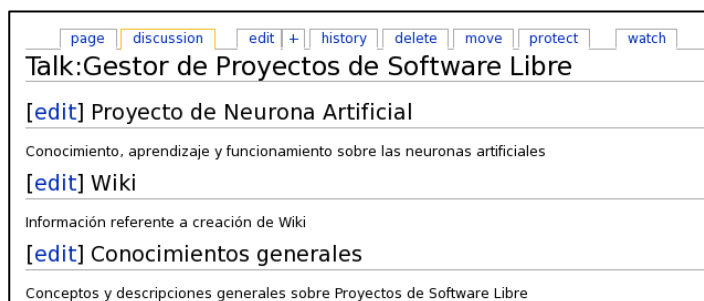 page discussion edit + history delete move protect watch
Talk:Gestor de Proyectos de Software Libre
[edit] Proyecto de Neurona Artificial
Conocimiento, aprendizaje y funcionamiento sobre las neuronas artificiales
[edit] Wiki
Información referente a creación de Wiki
[edit] Conocimientos generales
Conceptos y descripciones generales sobre Proyectos de Software Libre